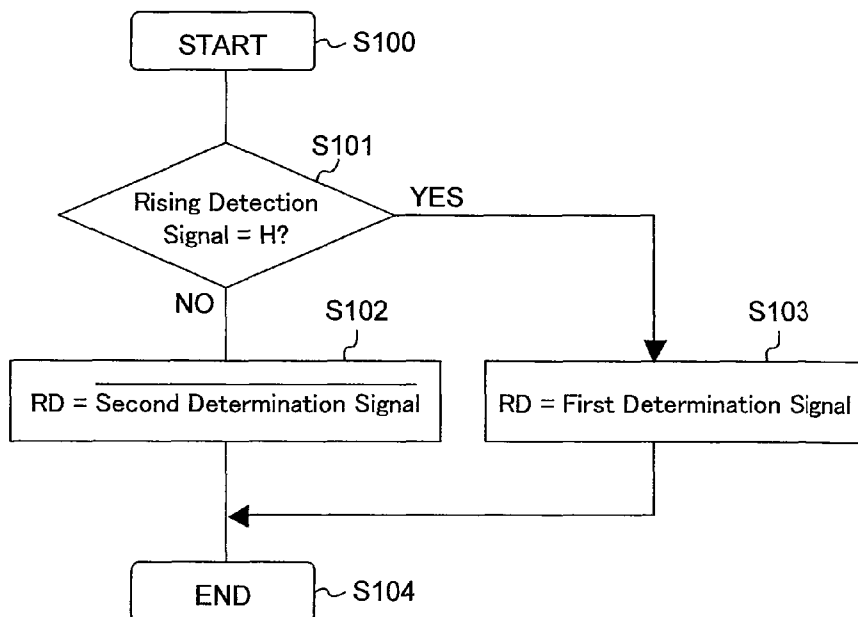 START
S100
S101
Rising Detection
Signal = H?
YES
NO
S102
S103
RD = Second Determination Signal
RD = First Determination Signal
END
S104